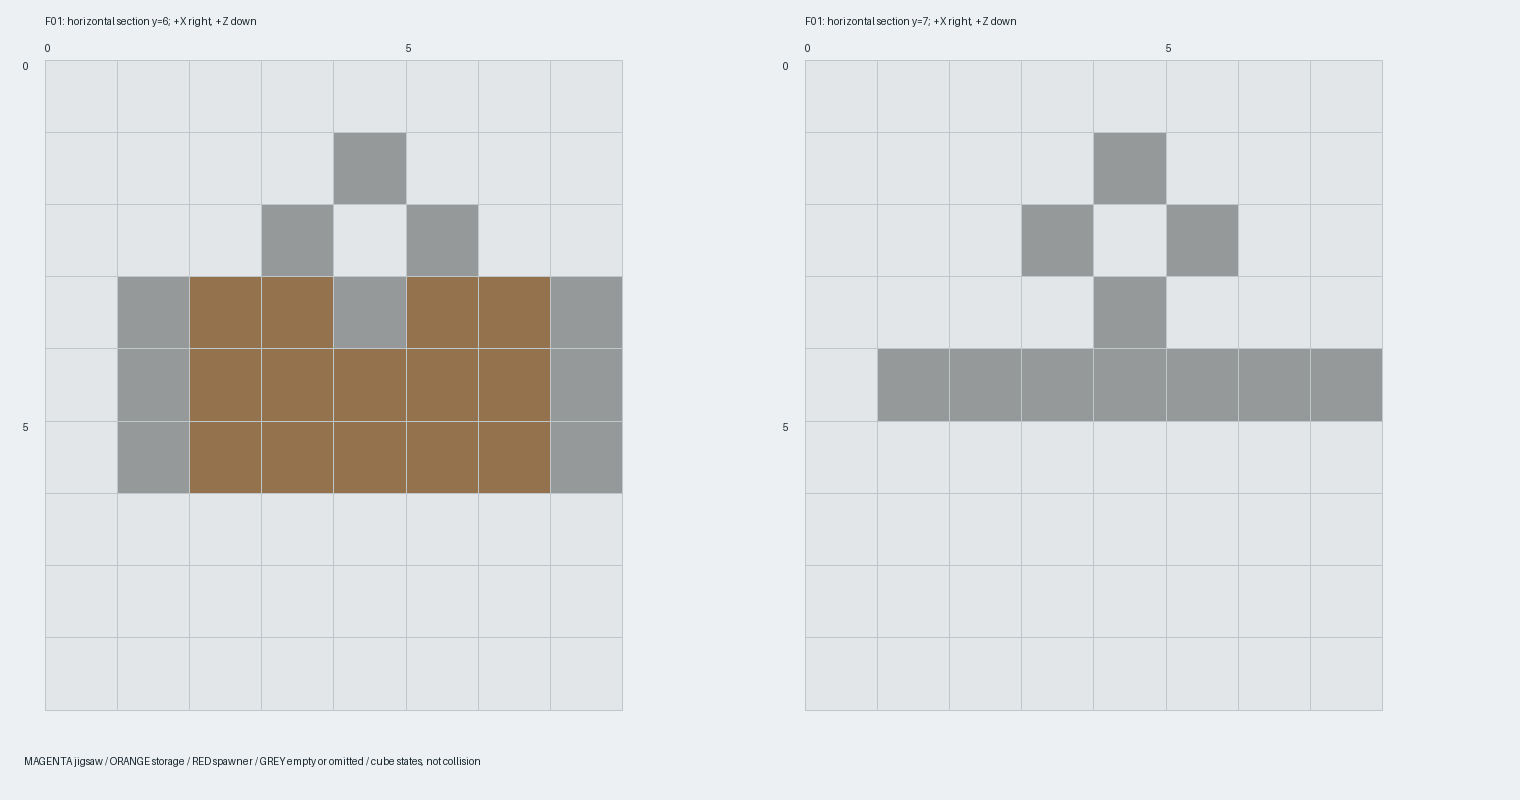 F01: horizontal section y=6; +X right, +Z down
F01: horizontal section y=7; +X right, +Z down
0 5
0 5
0
0
5
5
MAGENTA jigsaw / ORANGE storage / RED spawner / GREY empty or omitted / cube states, not collision